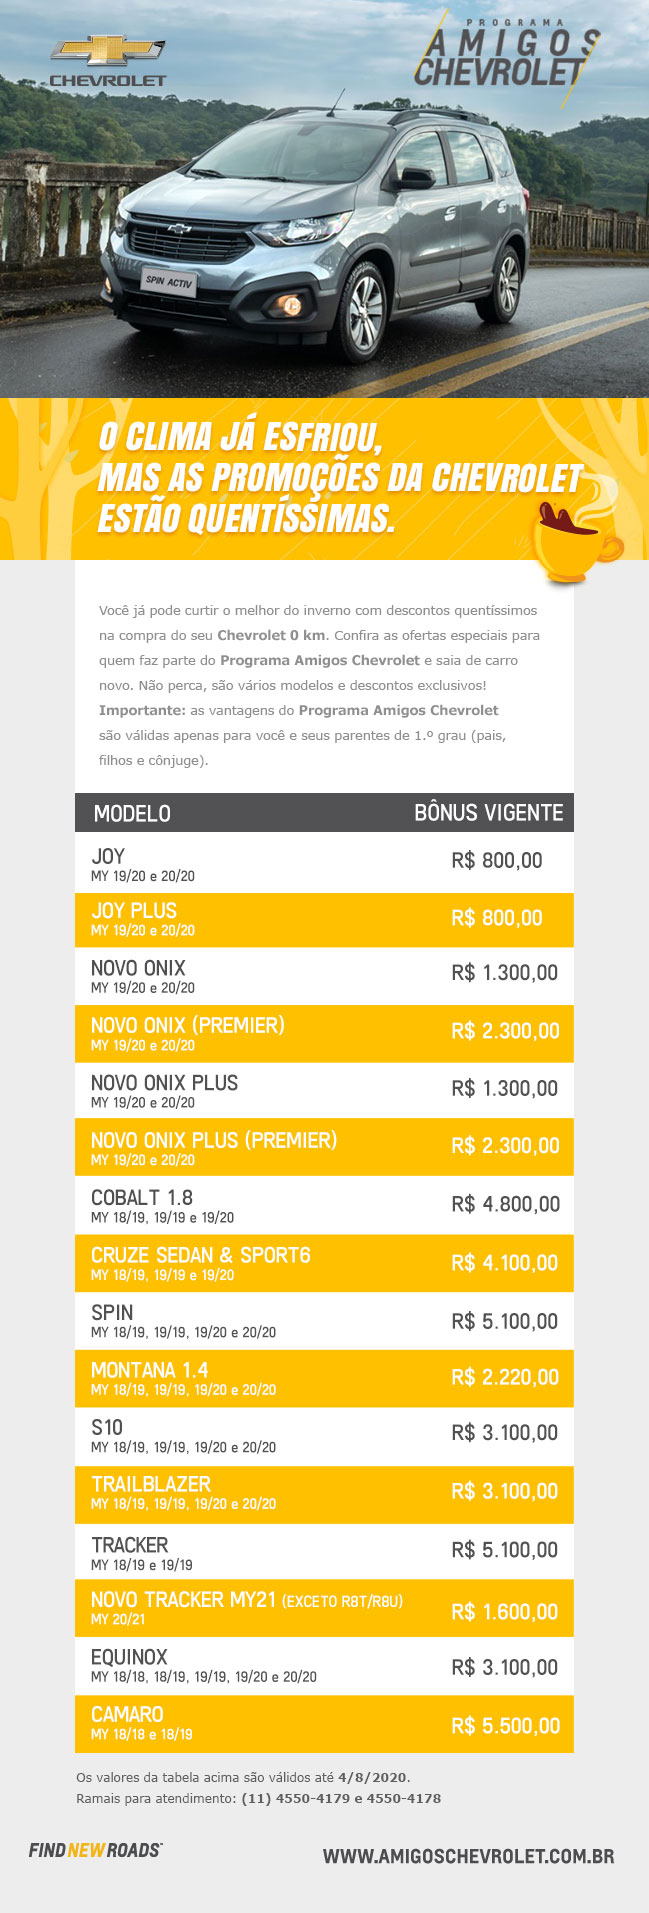 CHEVROLET
PROGRAMA
AMIGOS
CHEVROLET
SPIN ACTIV
O CLIMA JÁ ESFRIOU,
MAS AS PROMOÇÕES DA CHEVROLET
ESTÃO QUENTÍSSIMAS.
Você já pode curtir o melhor do inverno com descontos quentíssimos
na compra do seu Chevrolet 0 km. Confira as ofertas especiais para
quem faz parte do Programa Amigos Chevrolet e saia de carro
novo. Não perca, são vários modelos e descontos exclusivos!
Importante: as vantagens do Programa Amigos Chevrolet
são válidas apenas para você e seus parentes de 1.º grau (pais,
filhos e cônjuge).
MODELO BÔNUS VIGENTE
JOY R$ 800,00
MY 19/20 e 20/20
JOY PLUS R$ 800,00
MY 19/20 e 20/20
NOVO ONIX R$ 1.300,00
MY 19/20 e 20/20
NOVO ONIX (PREMIER) R$ 2.300,00
MY 19/20 e 20/20
NOVO ONIX PLUS R$ 1.300,00
MY 19/20 e 20/20
NOVO ONIX PLUS (PREMIER) R$ 2.300,00
MY 19/20 e 20/20
COBALT 1.8 R$ 4.800,00
MY 18/19, 19/19 e 19/20
CRUZE SEDAN & SPORT6 R$ 4.100,00
MY 18/19, 19/19 e 19/20
SPIN R$ 5.100,00
MY 18/19, 19/19, 19/20 e 20/20
MONTANA 1.4 R$ 2.220,00
MY 18/19, 19/19, 19/20 e 20/20
S10 R$ 3.100,00
MY 18/19, 19/19, 19/20 e 20/20
TRAILBLAZER R$ 3.100,00
MY 18/19, 19/19, 19/20 e 20/20
TRACKER R$ 5.100,00
MY 18/19 e 19/19
NOVO TRACKER MY21 (EXCETO R8T/R8U) R$ 1.600,00
MY 20/21
EQUINOX R$ 3.100,00
MY 18/18, 18/19, 19/19, 19/20 e 20/20
CAMARO R$ 5.500,00
MY 18/18 e 18/19
Os valores da tabela acima são válidos até 4/8/2020.
Ramais para atendimento: (11) 4550-4179 e 4550-4178
FIND NEW ROADS™
WWW.AMIGOSCHEVROLET.COM.BR